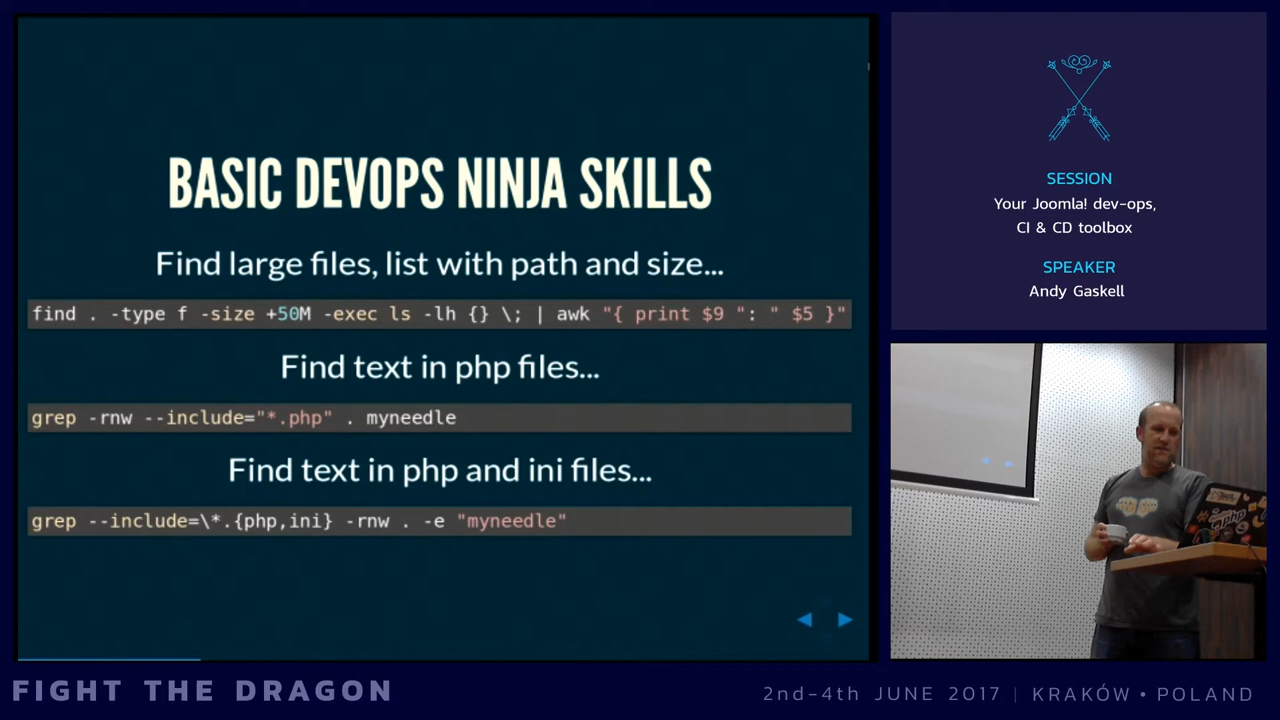 BASIC DEVOPS NINJA SKILLS
Find large files, list with path and size...
find . -type f -size +50M -exec ls -lh {} \; | awk "{ print $9 ": " $5 }"
Find text in php files...
grep -rnw --include="*.php" . myneedle
Find text in php and ini files...
grep --include=\*.{php,ini} -rnw . -e "myneedle"
SESSION
Your Joomla! dev-ops,
CI & CD toolbox
SPEAKER
Andy Gaskell
php
FIGHT THE DRAGON
2nd-4th JUNE 2017 | KRAKÓW • POLAND